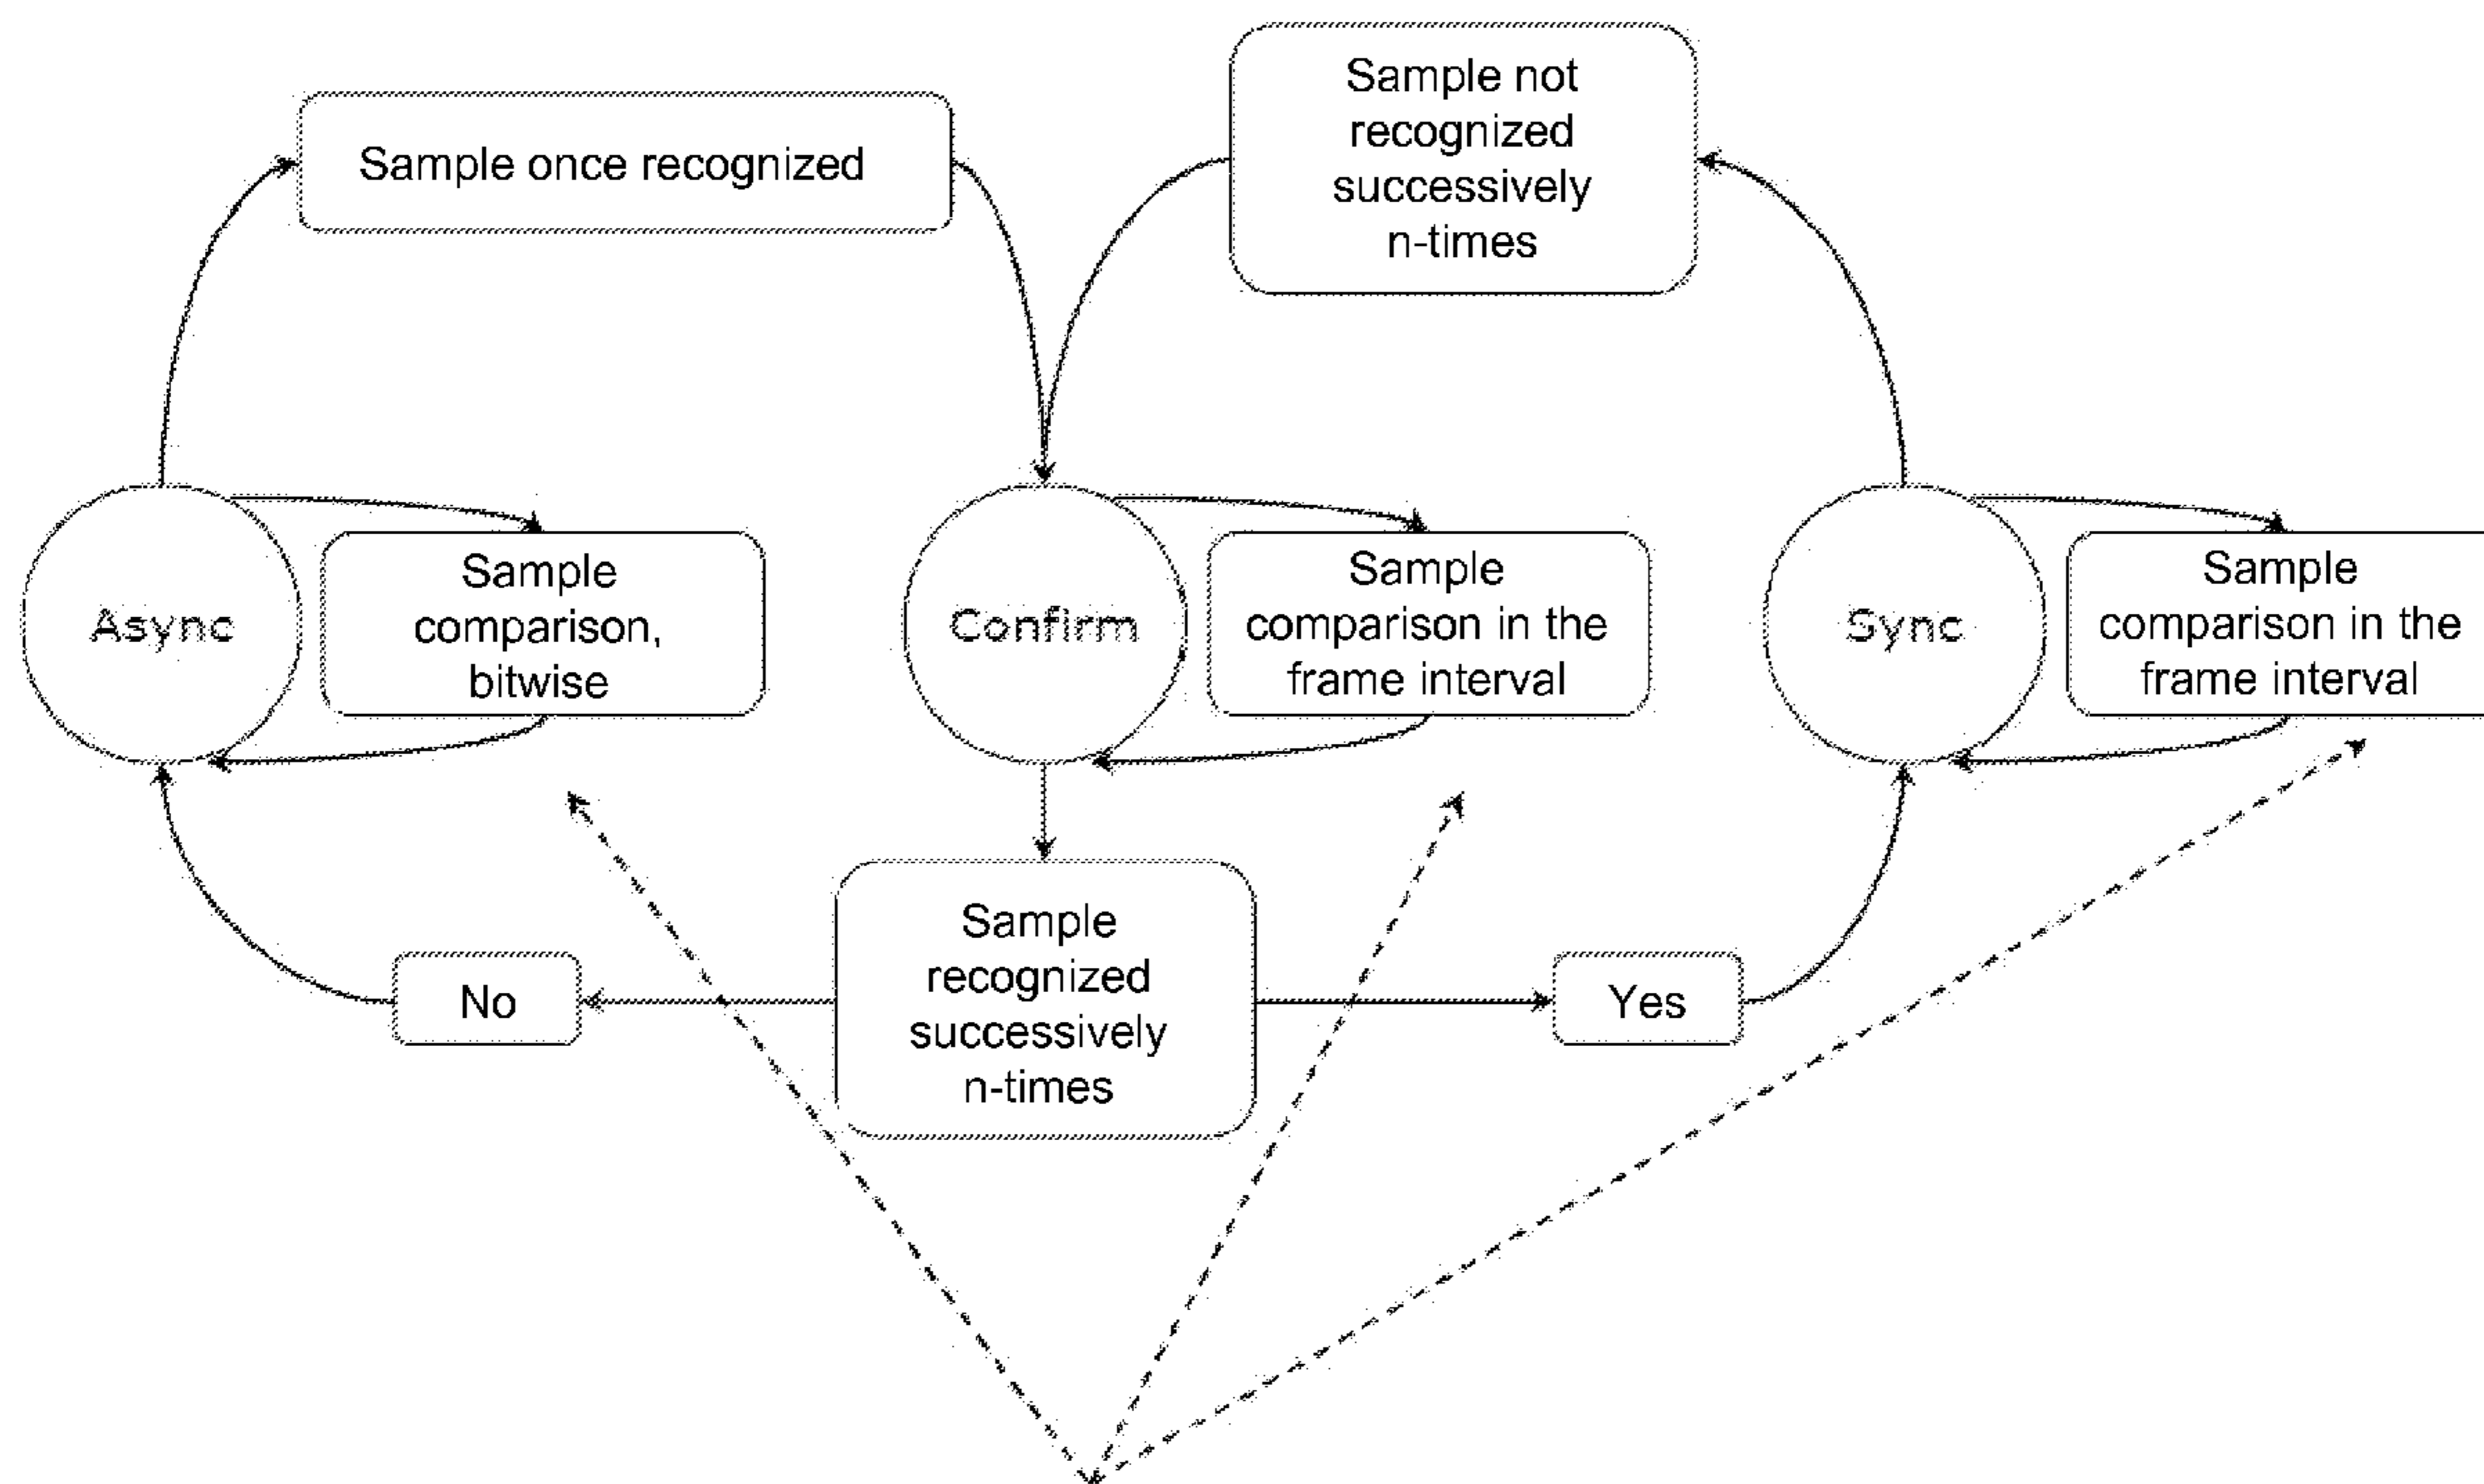 Sample once recognized
Sample not
recognized
successively
n-times
Async
Sample
comparison,
bitwise
Confirm
Sample
comparison in the
frame interval
Sync
Sample
comparison in the
frame interval
No
Sample
recognized
successively
n-times
Yes